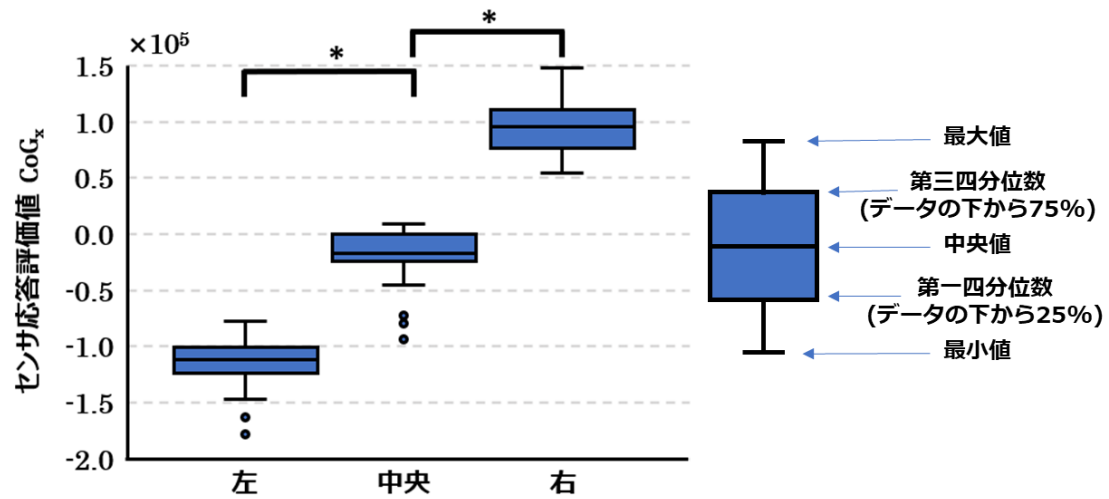 ×10⁵
*
*
センサ応答評価値 CoGₓ
1.5
1.0
0.5
0.0
-0.5
-1.0
-1.5
-2.0
左
中央
右
最大値
第三四分位数
(データの下から75%)
中央値
第一四分位数
(データの下から25%)
最小値